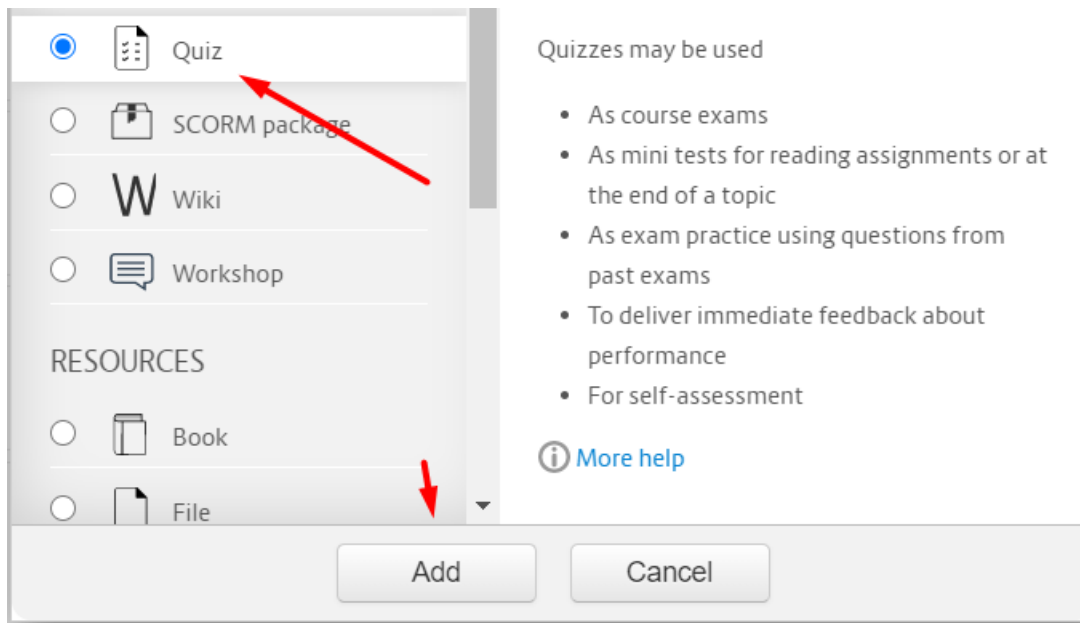 Quiz
SCORM package
Wiki
Workshop
RESOURCES
Book
File
Quizzes may be used
As course exams
As mini tests for reading assignments or at
the end of a topic
As exam practice using questions from
past exams
To deliver immediate feedback about
performance
For self-assessment
More help
Add
Cancel